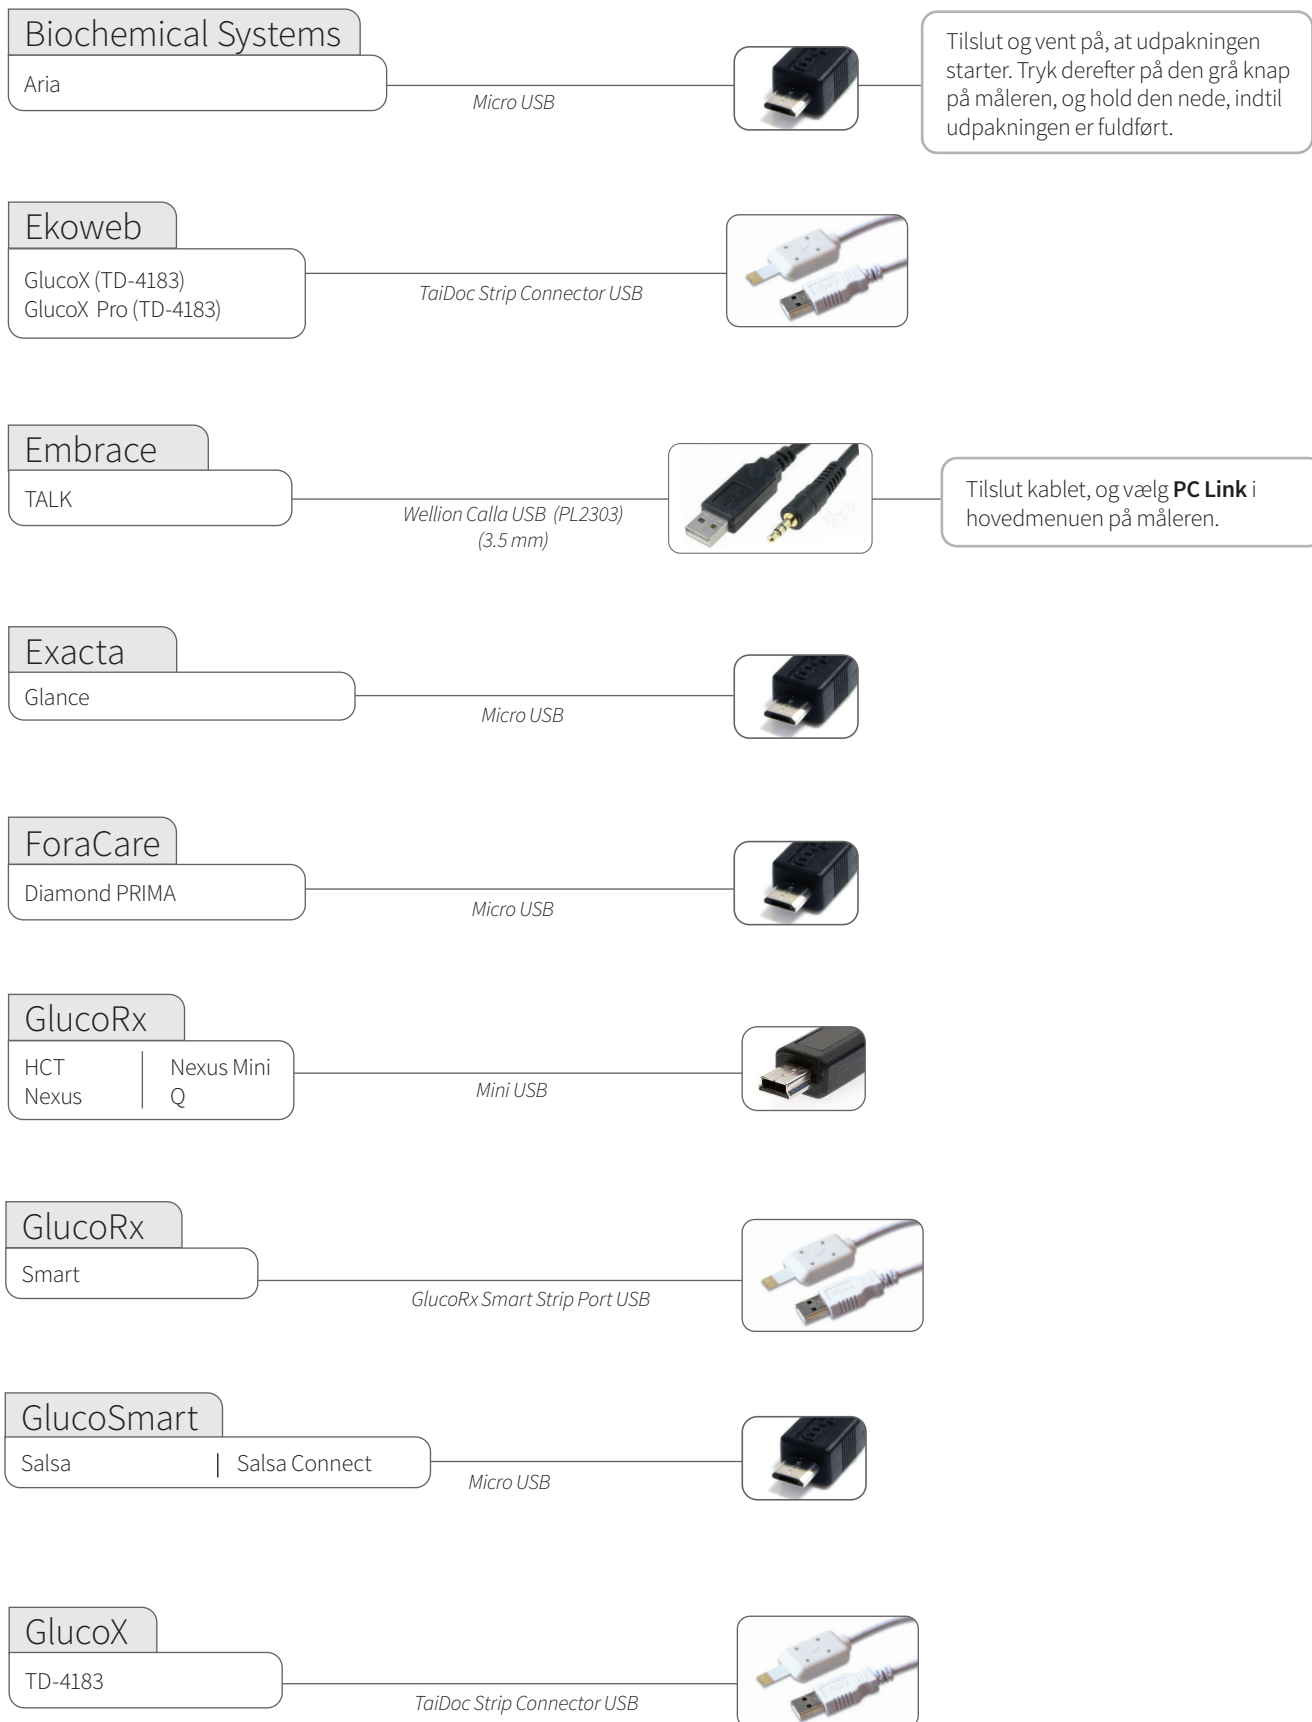 Biochemical Systems
Aria
Micro USB
Tilslut og vent på, at udpakningen
starter. Tryk derefter på den grå knap
på måleren, og hold den nede, indtil
udpakningen er fuldført.
Ekoweb
GlucoX (TD-4183)
GlucoX Pro (TD-4183)
TaiDoc Strip Connector USB
Embrace
TALK
Wellion Calla USB (PL2303)
(3.5 mm)
Tilslut kablet, og vælg PC Link i
hovedmenuen på måleren.
Exacta
Glance
Micro USB
ForaCare
Diamond PRIMA
Micro USB
GlucoRx
HCT | Nexus Mini
Nexus | Q
Mini USB
GlucoRx
Smart
GlucoRx Smart Strip Port USB
GlucoSmart
Salsa | Salsa Connect
Micro USB
GlucoX
TD-4183
TaiDoc Strip Connector USB